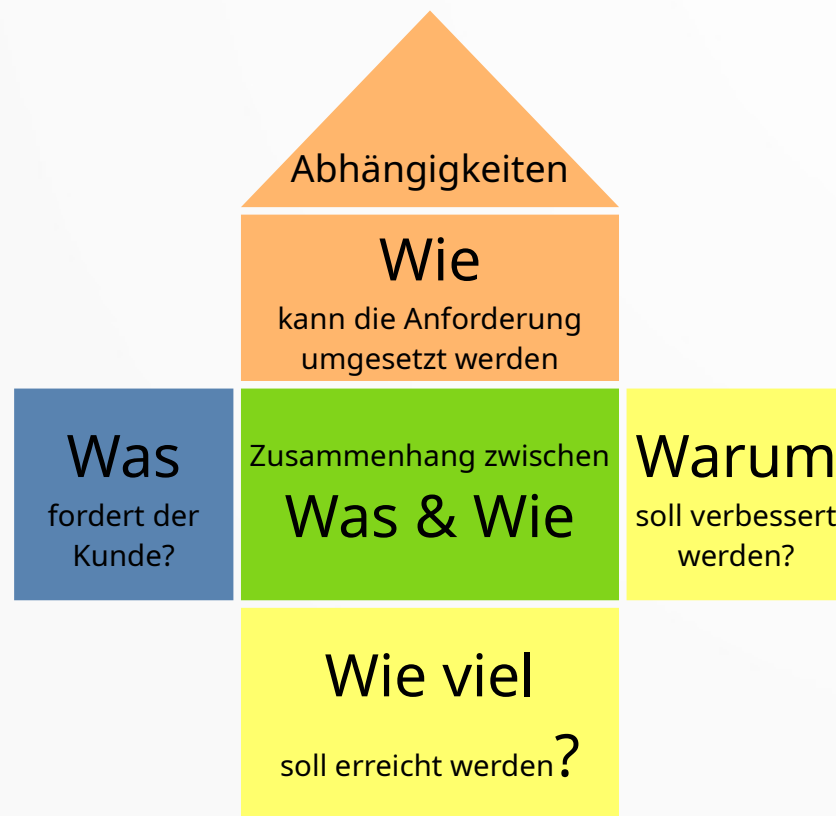 Abhängigkeiten
Wie
kann die Anforderung
umgesetzt werden
Was
fordert der
Kunde?
Zusammenhang zwischen
Was & Wie
Warum
soll verbessert
werden?
Wie viel
soll erreicht werden?